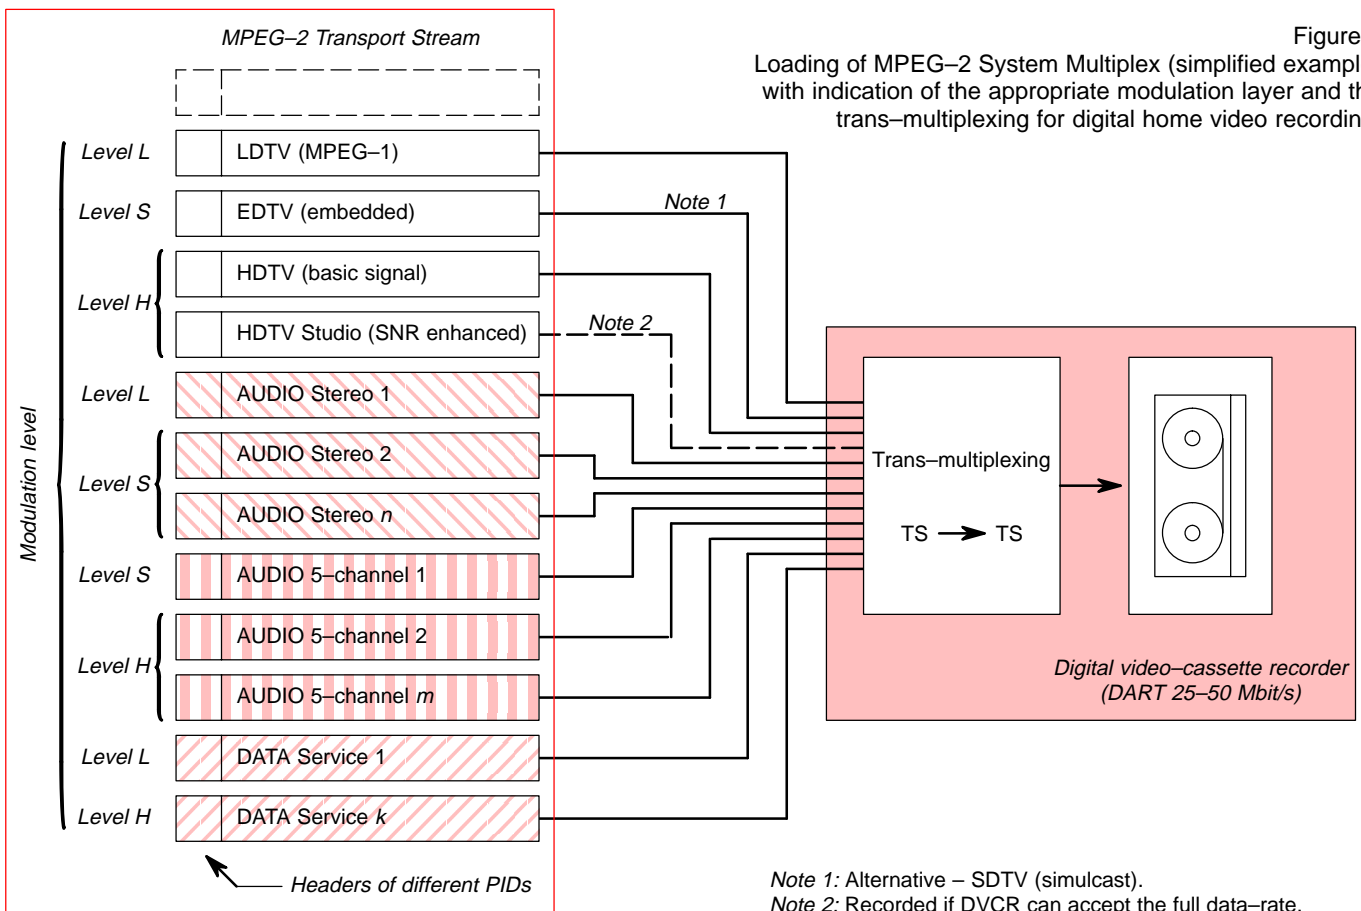 MPEG–2 Transport Stream
Figure
Loading of MPEG–2 System Multiplex (simplified exampl
with indication of the appropriate modulation layer and th
trans–multiplexing for digital home video recordin
Modulation level
Level L
LDTV (MPEG–1)
Level S
EDTV (embedded)
Note 1
Level H
HDTV (basic signal)
HDTV Studio (SNR enhanced)
Note 2
Level L
AUDIO Stereo 1
Level S
AUDIO Stereo 2
AUDIO Stereo n
Level S
AUDIO 5–channel 1
Level H
AUDIO 5–channel 2
AUDIO 5–channel m
Level L
DATA Service 1
Level H
DATA Service k
Headers of different PIDs
Trans–multiplexing
TS TS
Digital video–cassette recorder
(DART 25–50 Mbit/s)
Note 1: Alternative – SDTV (simulcast).
Note 2: Recorded if DVCR can accept the full data–rate.